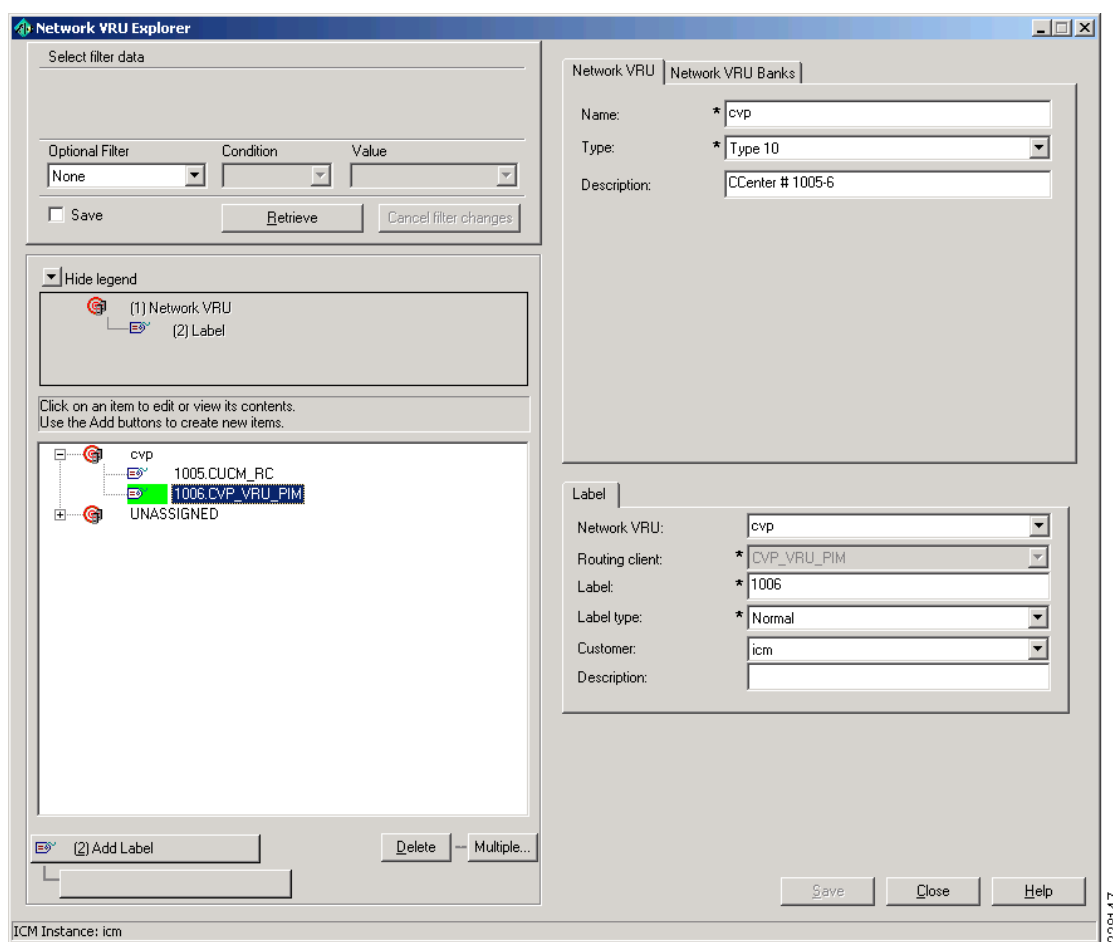 Network VRU Explorer
Select filter data
Optional Filter Condition Value
None
Save Retrieve Cancel filter changes
Hide legend
(1) Network VRU
(2) Label
Click on an item to edit or view its contents.
Use the Add buttons to create new items.
cvp
1005.CUCM_RC
1006.CVP_VRU_PIM
UNASSIGNED
(2) Add Label Delete Multiple...
Network VRU Network VRU Banks
Name: * cvp
Type: * Type 10
Description: CCenter # 1005-6
Label
Network VRU: cvp
Routing client: * CVP_VRU_PIM
Label: * 1006
Label type: * Normal
Customer: icm
Description:
Save Close Help
ICM Instance: icm